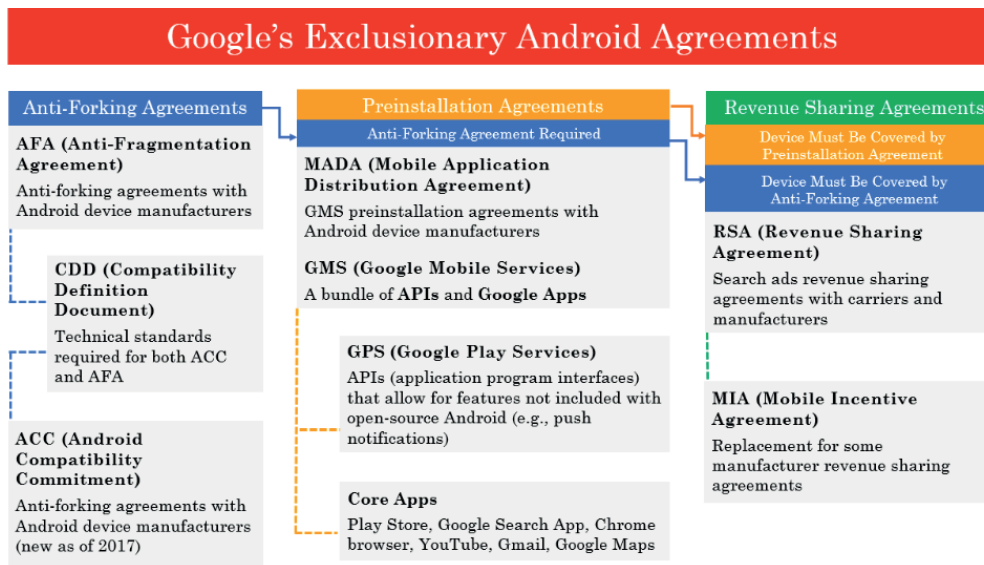 Google's Exclusionary Android Agreements
Anti-Forking Agreements
AFA (Anti-Fragmentation
Agreement)
Anti-forking agreements with
Android device manufacturers
CDD (Compatibility
Definition
Document)
Technical standards
required for both ACC
and AFA
ACC (Android
Compatibility
Commitment)
Anti-forking agreements with
Android device manufacturers
(new as of 2017)
Preinstallation Agreements
Anti-Forking Agreement Required
MADA (Mobile Application
Distribution Agreement)
GMS preinstallation agreements with
Android device manufacturers
GMS (Google Mobile Services)
A bundle of APIs and Google Apps
GPS (Google Play Services)
APIs (application program interfaces)
that allow for features not included with
open-source Android (e.g., push
notifications)
Core Apps
Play Store, Google Search App, Chrome
browser, YouTube, Gmail, Google Maps
Revenue Sharing Agreements
Device Must Be Covered by
Preinstallation Agreement
Device Must Be Covered by
Anti-Forking Agreement
RSA (Revenue Sharing
Agreement)
Search ads revenue sharing
agreements with carriers and
manufacturers
MIA (Mobile Incentive
Agreement)
Replacement for some
manufacturer revenue sharing
agreements